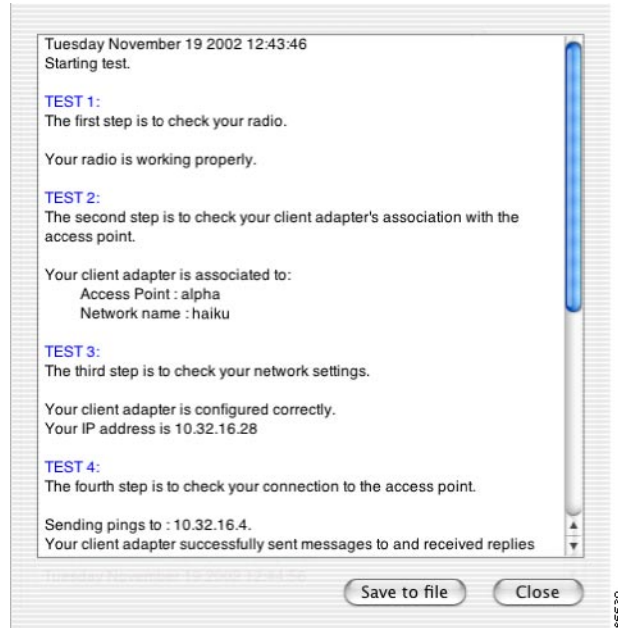 Tuesday November 19 2002 12:43:46
Starting test.
TEST 1:
The first step is to check your radio.
Your radio is working properly.
TEST 2:
The second step is to check your client adapter's association with the
access point.
Your client adapter is associated to:
Access Point : alpha
Network name : haiku
TEST 3:
The third step is to check your network settings.
Your client adapter is configured correctly.
Your IP address is 10.32.16.28
TEST 4:
The fourth step is to check your connection to the access point.
Sending pings to : 10.32.16.4.
Your client adapter successfully sent messages to and received replies
Save to file
Close